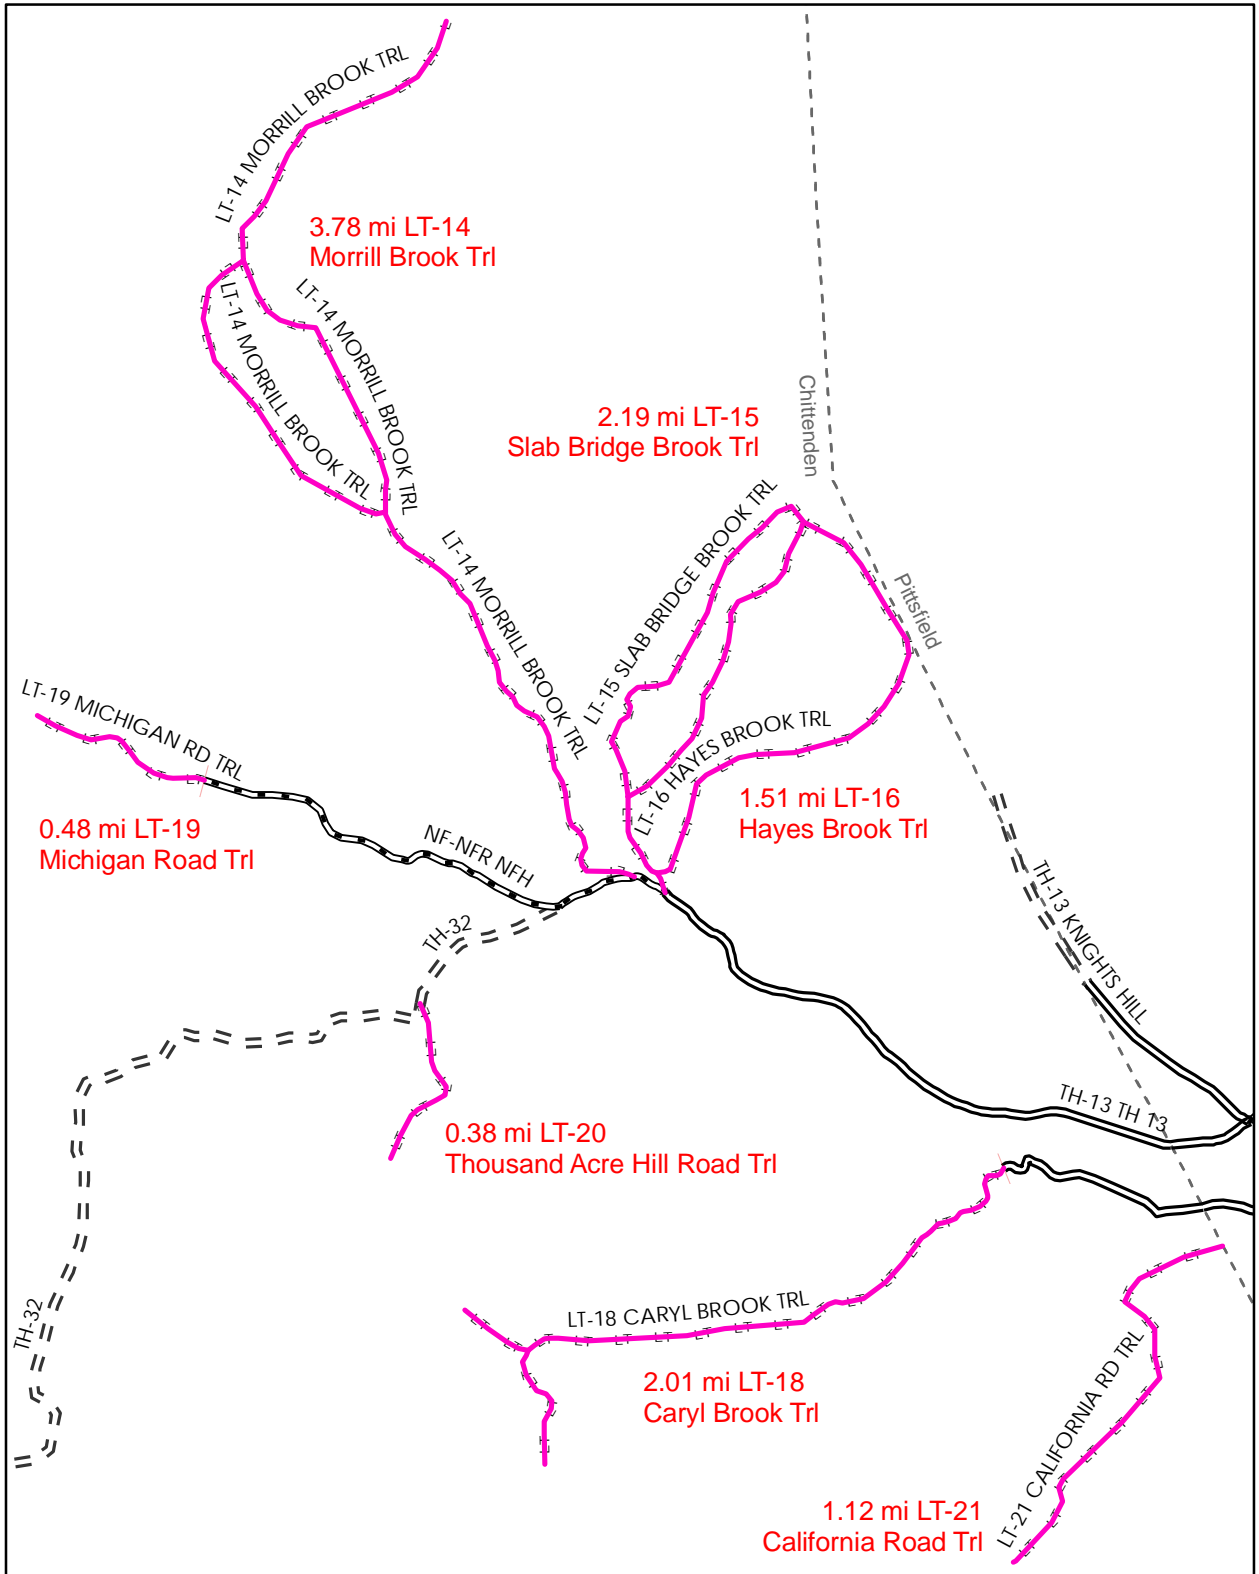 LT-14 MORRILL BROOK TRL
3.78 mi LT-14
Morrill Brook Trl
LT-14 MORRILL BROOK TRL
LT-14 MORRILL BROOK TRL
Chittenden
2.19 mi LT-15
Slab Bridge Brook Trl
LT-14 MORRILL BROOK TRL
LT-15 SLAB BRIDGE BROOK TRL
Pittsfield
LT-19 MICHIGAN RD TRL
LT-16 HAYES BROOK TRL
1.51 mi LT-16
Hayes Brook Trl
0.48 mi LT-19
Michigan Road Trl
NF-NFR NFH
TH-32
TH-13 KNIGHTS HILL
TH-13 TH 13
0.38 mi LT-20
Thousand Acre Hill Road Trl
TH-32
LT-18 CARYL BROOK TRL
2.01 mi LT-18
Caryl Brook Trl
LT-21 CALIFORNIA RD TRL
1.12 mi LT-21
California Road Trl